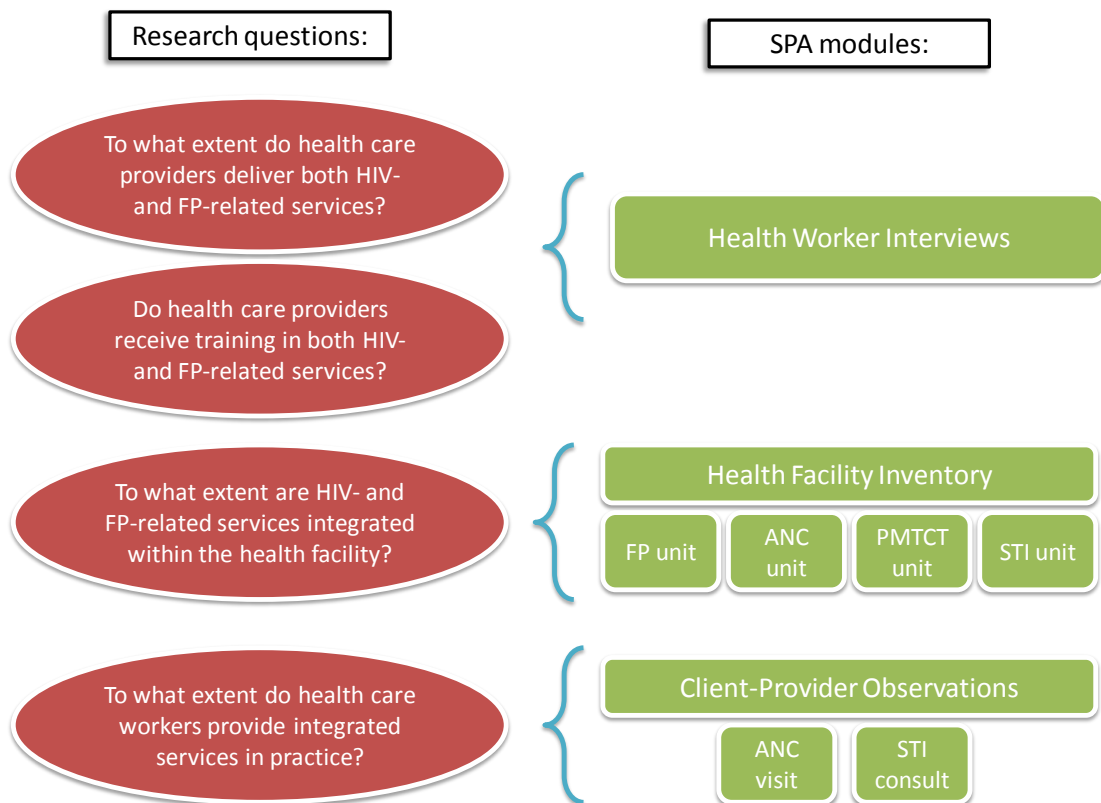 Research questions:
SPA modules:
To what extent do health care
providers deliver both HIV-
and FP-related services?
Health Worker Interviews
Do health care providers
receive training in both HIV-
and FP-related services?
To what extent are HIV- and
FP-related services integrated
within the health facility?
Health Facility Inventory
FP unit
ANC
unit
PMTCT
unit
STI unit
To what extent do health care
workers provide integrated
services in practice?
Client-Provider Observations
ANC
visit
STI
consult